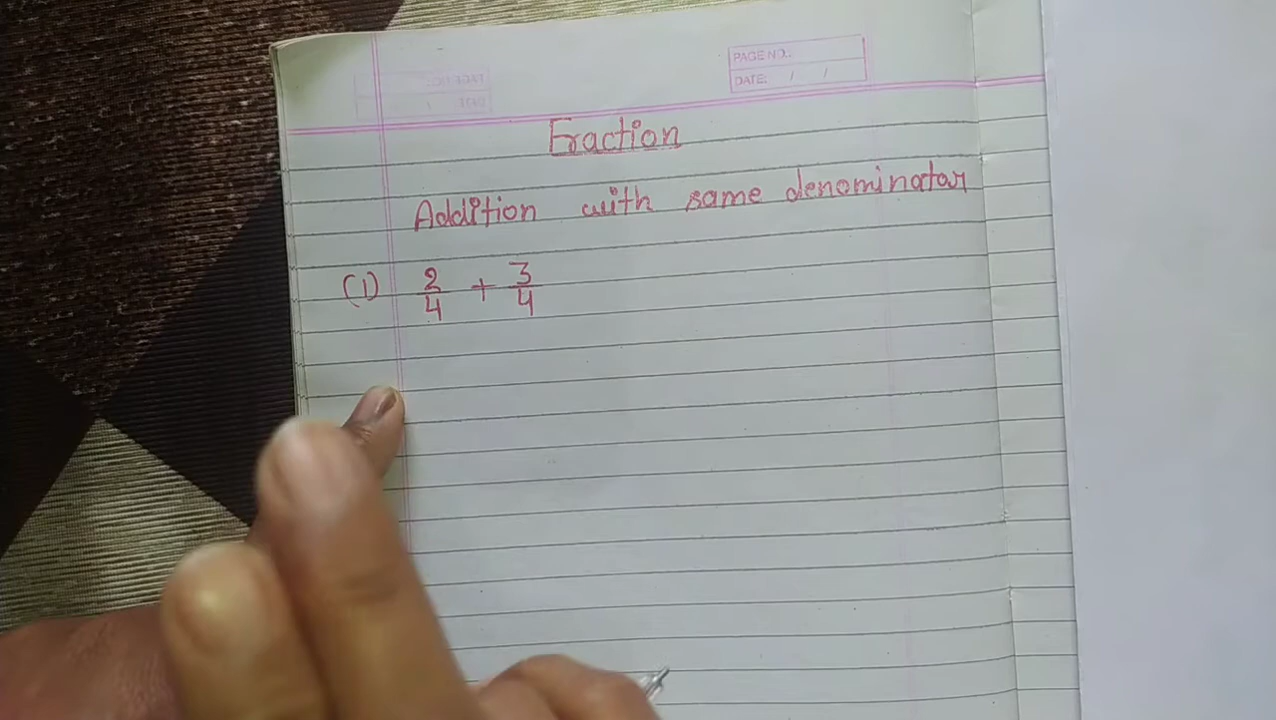 PAGE NO.:
DATE: / /
Fraction
Addition with same denominator
(1) 2/4 + 3/4